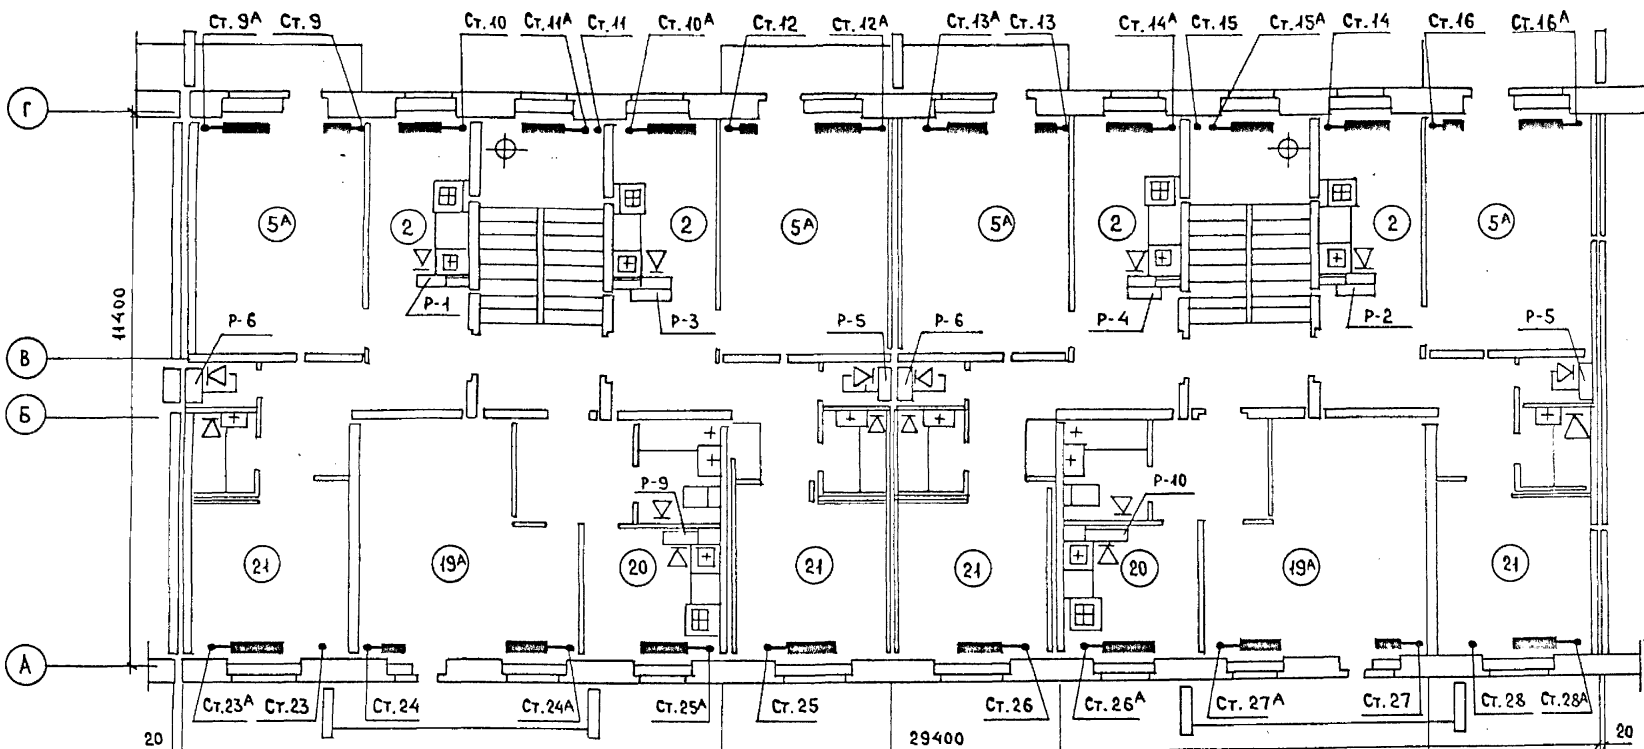 Ст.9А Ст.9 Ст.10 Ст.11А Ст.11 Ст.10А Ст.12 Ст.12А Ст.13А Ст.13 Ст.14А Ст.15 Ст.15А Ст.14 Ст.16 Ст.16А
Г
5А 2 2 5А 5А 2 2 5А
11400
Р-1 Р-3 Р-4 Р-2
Р-6 Р-5 Р-6 Р-5
В
Б
Р-9 Р-10
21 19А 20 21 21 20 19А 21
А
Ст.23А Ст.23 Ст.24 Ст.24А Ст.25А Ст.25 Ст.26 Ст.26А Ст.27А Ст.27 Ст.28 Ст.28А
20 29400 20